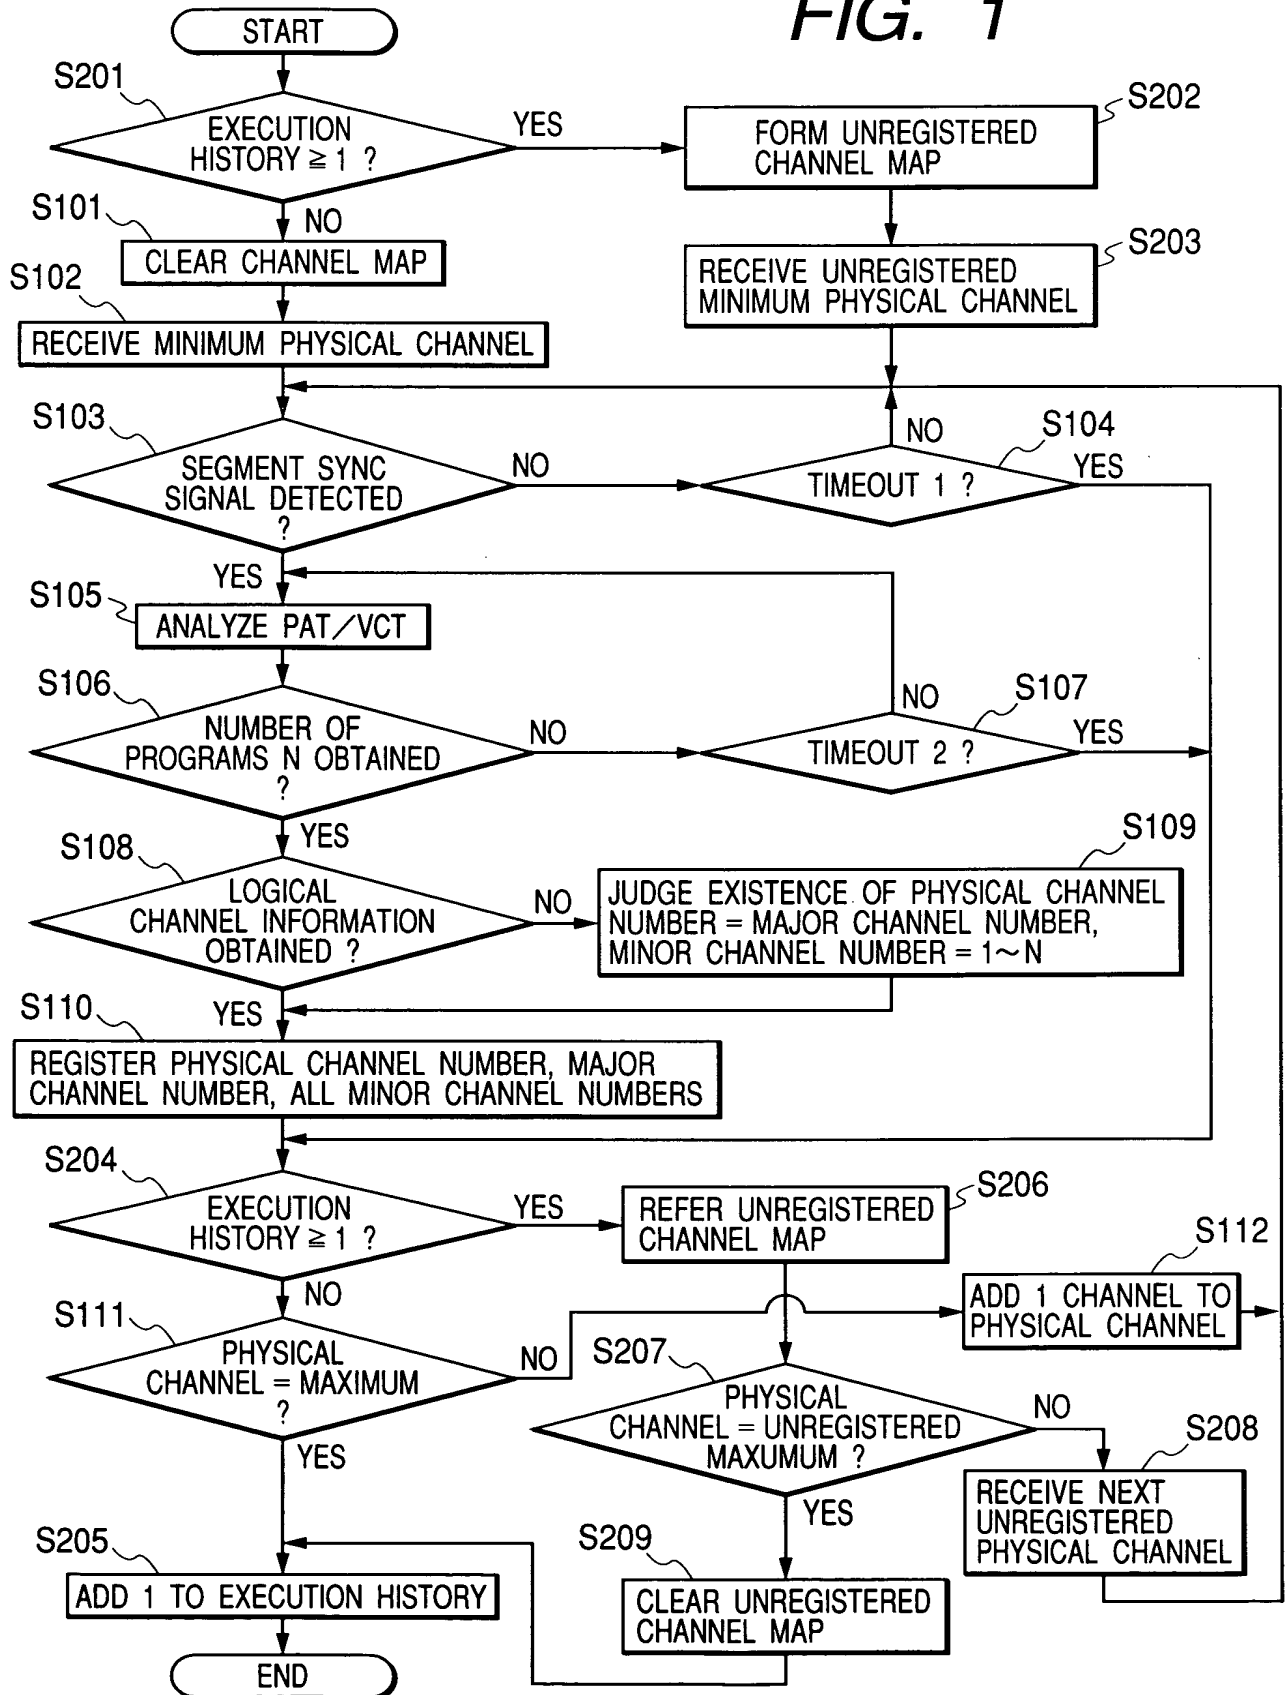 FIG. 1
START
S201
EXECUTION
HISTORY ≧ 1 ?
YES
S202
FORM UNREGISTERED
CHANNEL MAP
NO
S101
CLEAR CHANNEL MAP
S203
RECEIVE UNREGISTERED
MINIMUM PHYSICAL CHANNEL
S102
RECEIVE MINIMUM PHYSICAL CHANNEL
S103
SEGMENT SYNC
SIGNAL DETECTED
?
NO
S104
TIMEOUT 1 ?
NO
YES
YES
S105
ANALYZE PAT/VCT
S106
NUMBER OF
PROGRAMS N OBTAINED
?
NO
S107
TIMEOUT 2 ?
NO
YES
YES
S108
LOGICAL
CHANNEL INFORMATION
OBTAINED ?
NO
S109
JUDGE EXISTENCE OF PHYSICAL CHANNEL
NUMBER = MAJOR CHANNEL NUMBER,
MINOR CHANNEL NUMBER = 1~N
YES
S110
REGISTER PHYSICAL CHANNEL NUMBER, MAJOR
CHANNEL NUMBER, ALL MINOR CHANNEL NUMBERS
S204
EXECUTION
HISTORY ≧ 1 ?
YES
S206
REFER UNREGISTERED
CHANNEL MAP
NO
S111
PHYSICAL
CHANNEL = MAXIMUM
?
NO
S112
ADD 1 CHANNEL TO
PHYSICAL CHANNEL
S207
PHYSICAL
CHANNEL = UNREGISTERED
MAXUMUM ?
NO
S208
RECEIVE NEXT
UNREGISTERED
PHYSICAL CHANNEL
YES
YES
S209
CLEAR UNREGISTERED
CHANNEL MAP
S205
ADD 1 TO EXECUTION HISTORY
END